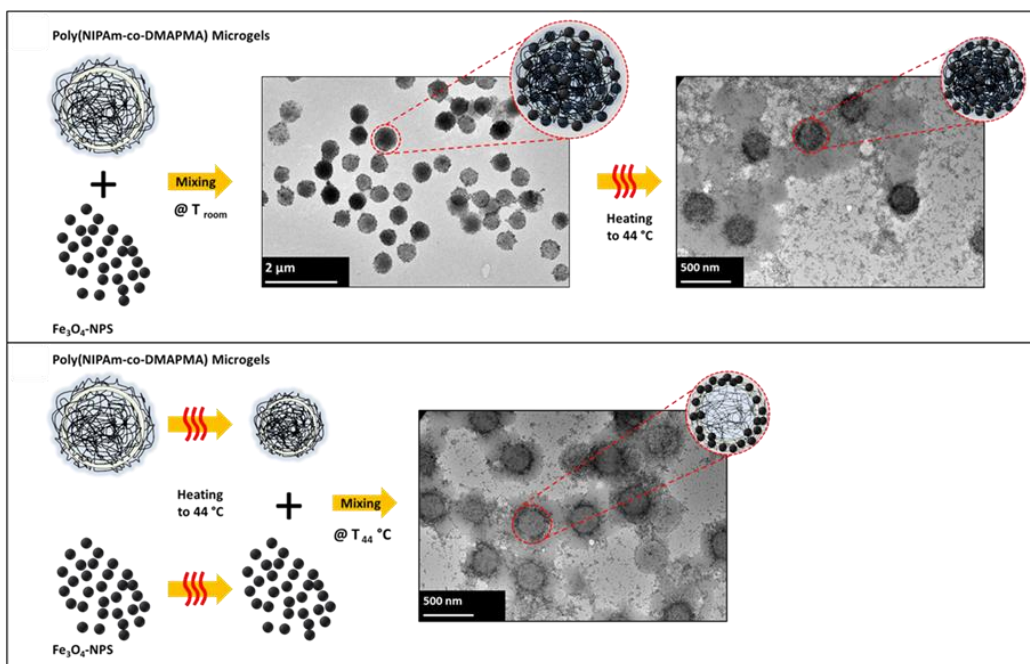 Poly(NIPAm-co-DMAPMA) Microgels
+
Mixing
@ T room
2 µm
Heating
to 44 °C
500 nm
Fe₃O₄-NPS
Poly(NIPAm-co-DMAPMA) Microgels
Heating
to 44 °C
+
Mixing
@ T 44 °C
500 nm
Fe₃O₄-NPS